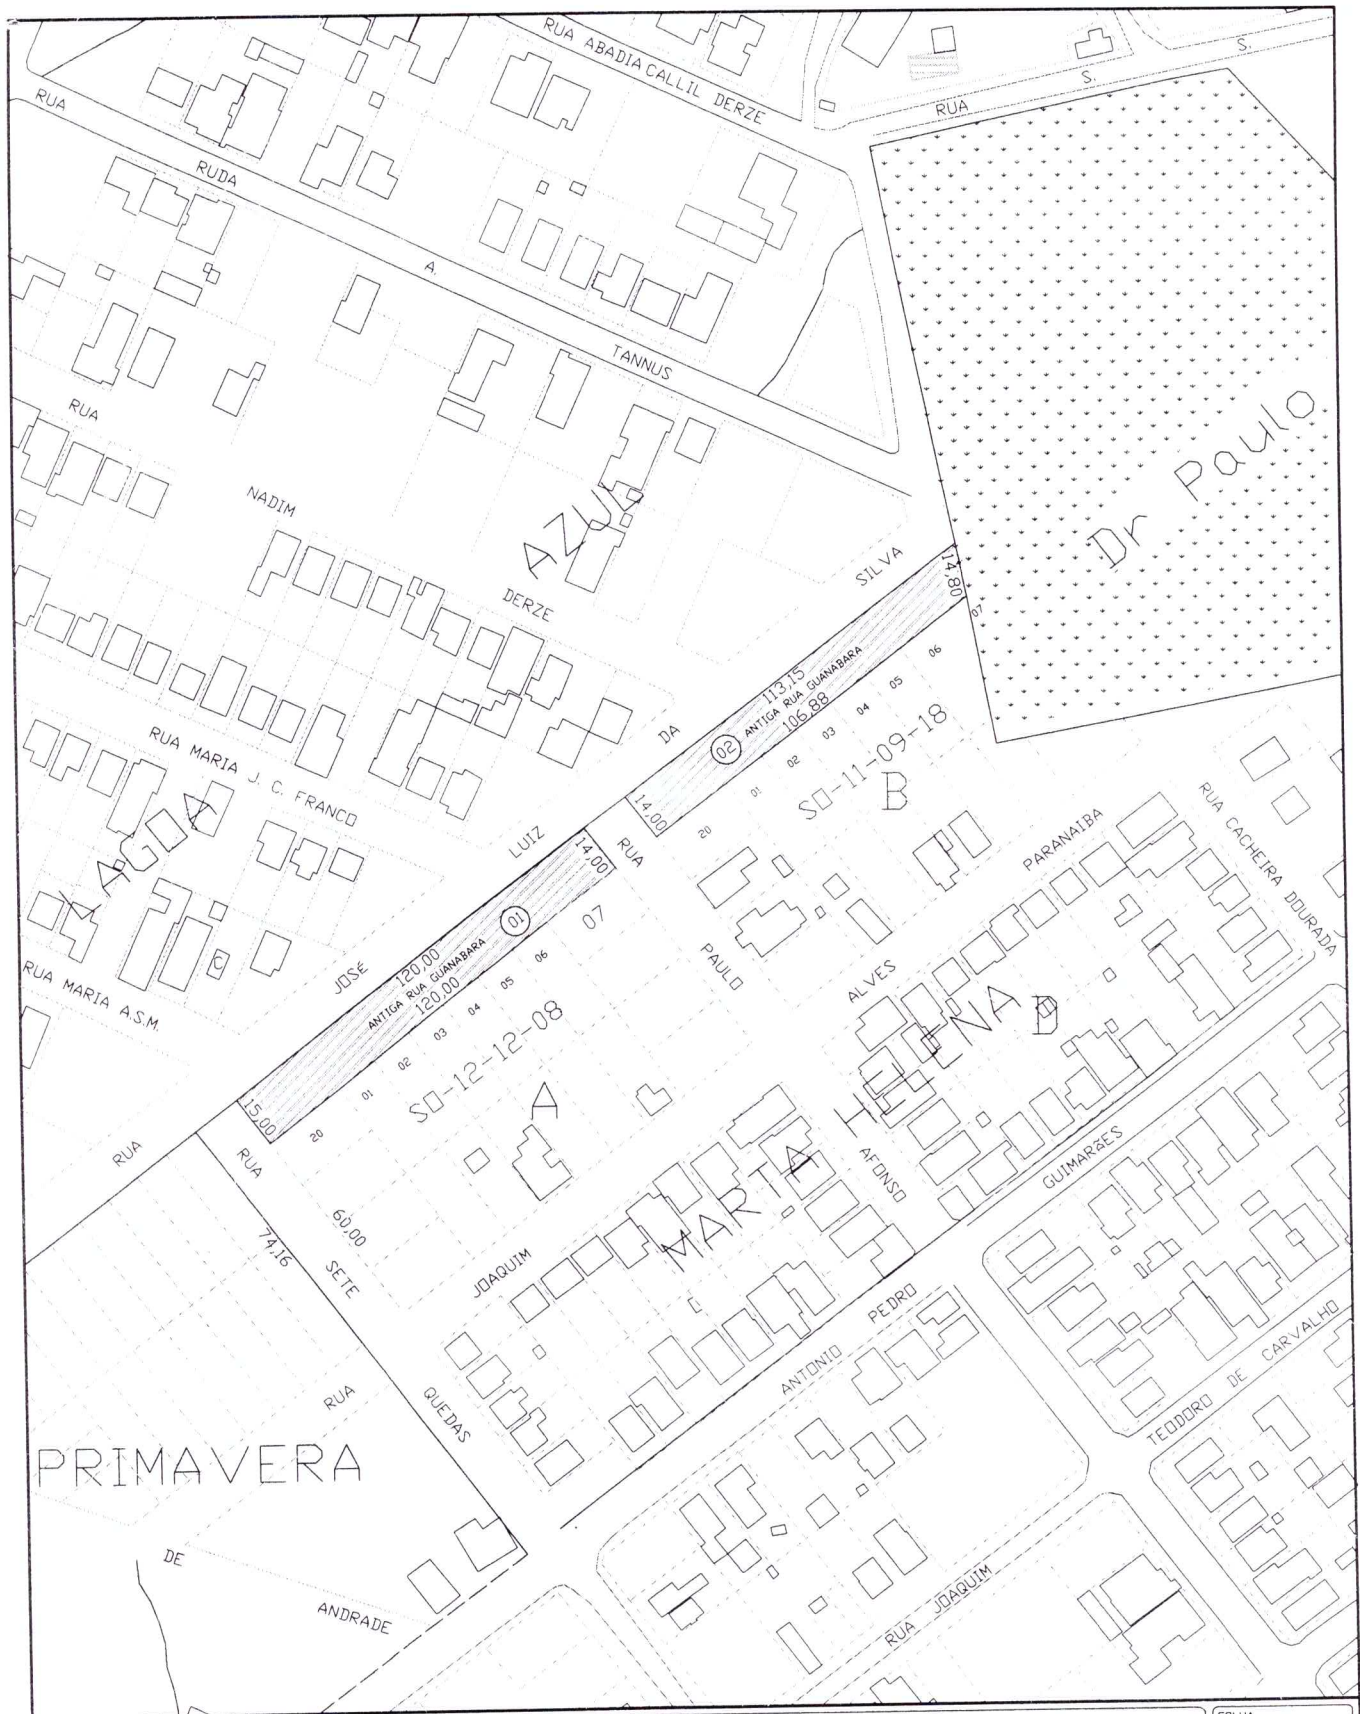 RUA ABADIA CALLIL DERZE
S.
S.
RUA
RUA
RUDA
A.
TANNUS
Dr Paulo
RUA
NADIM
AZUL
DERZE
SILVA
14,80
07
113,15
ANTIGA RUA GUANABARA
106,88
02
DA
06
05
04
03
02
01
20
SO-11-09-18
B
14,00
RUA MARIA J. C. FRANCO
LUIZ
RUA
14,00
PARANAIBA
RUA CACHEIRA DOURADA
LAGOA
01
07
120,00
ANTIGA RUA GUANABARA
120,00
JOSÉ
PAULO
ALVES
C
RUA MARIA A.S.M.
06
05
04
03
02
01
20
SO-12-12-08
A
D
MARTA HELENA
15,00
RUA
RUA
AFONSO
GUIMARÃES
60,00
74,16
SETE
JOAQUIM
ANTONIO PEDRO
TEODORO DE CARVALHO
RUA
QUEDAS
PRIMAVERA
DE
ANDRADE
RUA JOAQUIM
FOLHA